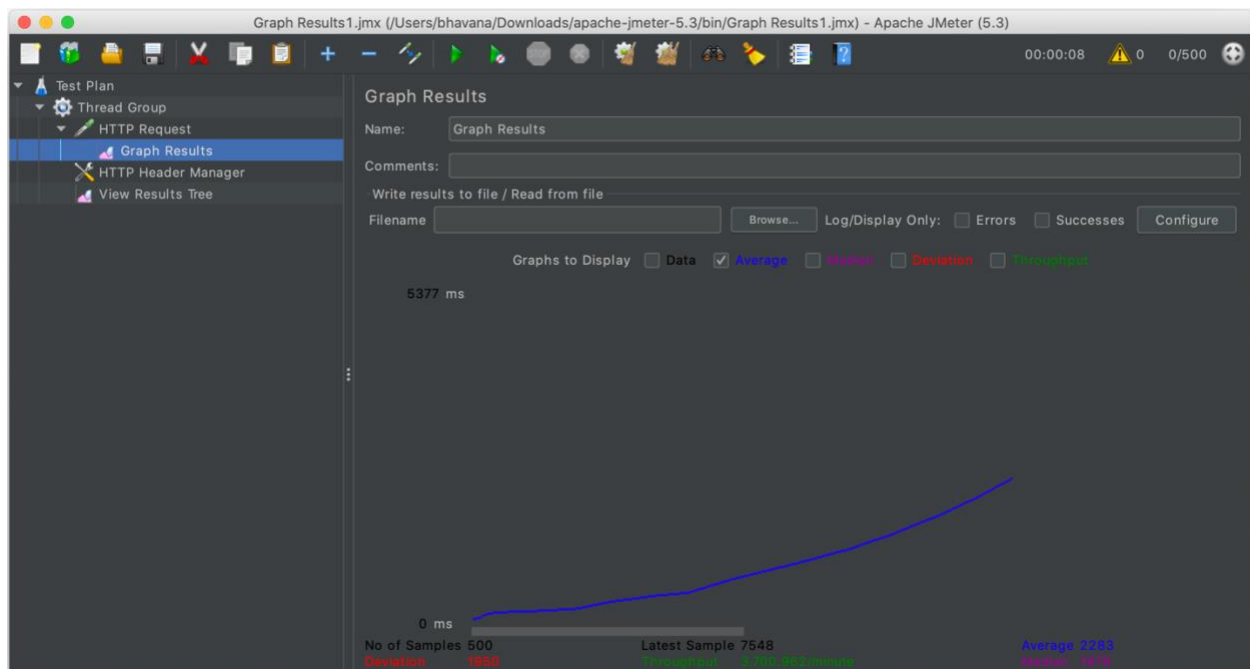 Graph Results1.jmx (/Users/bhavana/Downloads/apache-jmeter-5.3/bin/Graph Results1.jmx) - Apache JMeter (5.3)
00:00:08 0 0/500
Test Plan
Thread Group
HTTP Request
Graph Results
HTTP Header Manager
View Results Tree
Graph Results
Name: Graph Results
Comments:
Write results to file / Read from file
Filename Browse... Log/Display Only: Errors Successes Configure
Graphs to Display Data Average Median Deviation Throughput
5377 ms
0 ms
No of Samples 500 Latest Sample 7548 Average 2283
Deviation 1950 Throughput Median